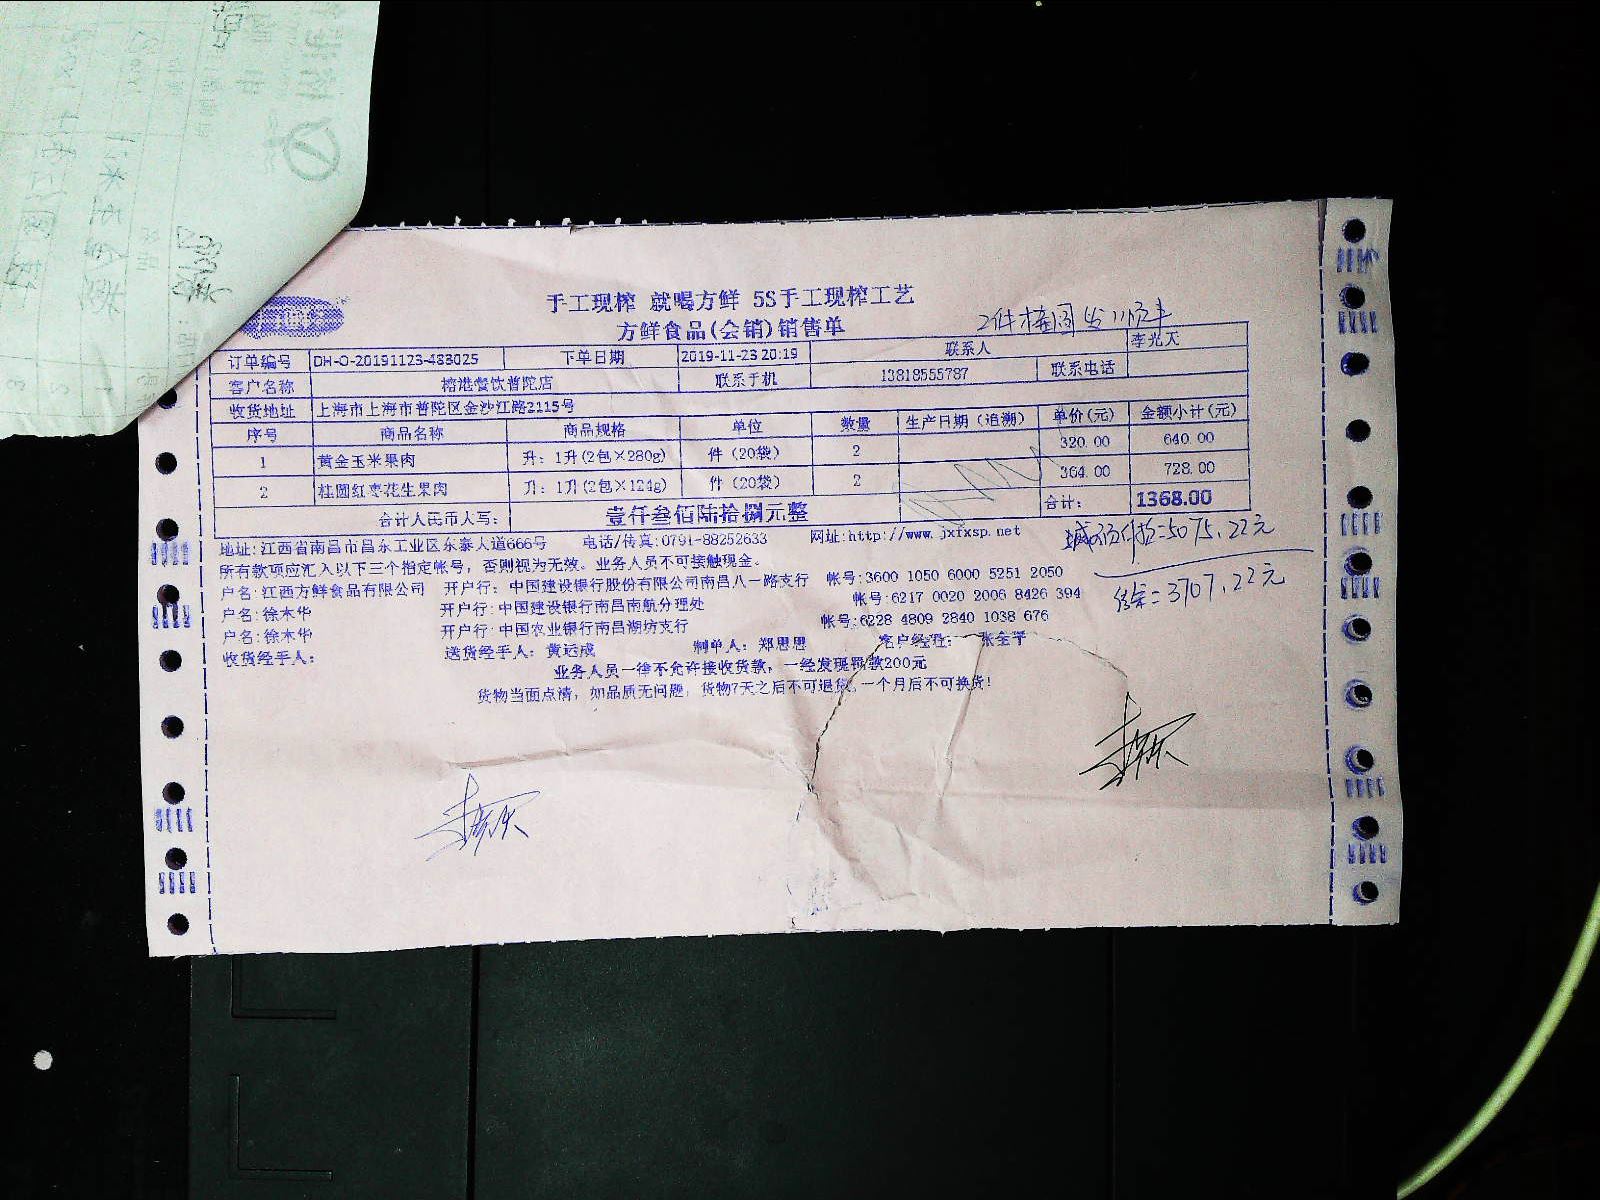 手工现榨 就喝方鲜 5S手工现榨工艺
方鲜食品(会销)销售单
2件桂圆发顺丰
订单编号 DH-O-20191123-483025 下单日期 2019-11-23 20:19 联系人 李光天
客户名称 榕港餐饮普陀店 联系手机 13818555787 联系电话
收货地址 上海市上海市普陀区金沙江路2115号
序号 商品名称 商品规格 单位 数量 生产日期（追溯） 单价(元) 金额小计(元)
1 黄金玉米果肉 升：1升(2包×280g) 件（20袋） 2 320.00 640.00
2 桂圆红枣花生果肉 升：1升(2包×124g) 件（20袋） 2 364.00 728.00
合计人民币大写： 壹仟叁佰陆拾捌元整 合计： 1368.00
地址:江西省南昌市昌东工业区东泰大道666号 电话/传真:0791-88252633 网址:http://www.jxfxsp.net
5075.22元
所有款项应汇入以下三个指定帐号，否则视为无效。业务人员不可接触现金。
户名:江西方鲜食品有限公司 开户行：中国建设银行股份有限公司南昌八一路支行 帐号:3600 1050 6000 5251 2050
=3707.22元
户名:徐木华 开户行:中国建设银行南昌南航分理处 帐号:6217 0020 2006 8426 394
户名:徐木华 开户行:中国农业银行南昌湖坊支行 帐号:6228 4809 2840 1038 676
收货经手人： 送货经手人：黄远成 制单人：郑思思 客户经理： 张全平
业务人员一律不允许接收货款，一经发现罚款200元
货物当面点清，如品质无问题，货物7天之后不可退货，一个月后不可换货!